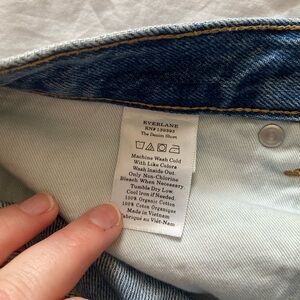 EVERLANE
RN# 139393
The Denim Short
Machine Wash Cold
With Like Colors
Wash Inside Out.
Only Non-Chlorine
Bleach When Necessary.
Tumble Dry Low.
Cool Iron if Needed.
100% Organic Cotton
100% Coton Organique
Made in Vietnam
Fabriqué au Viêt-Nam